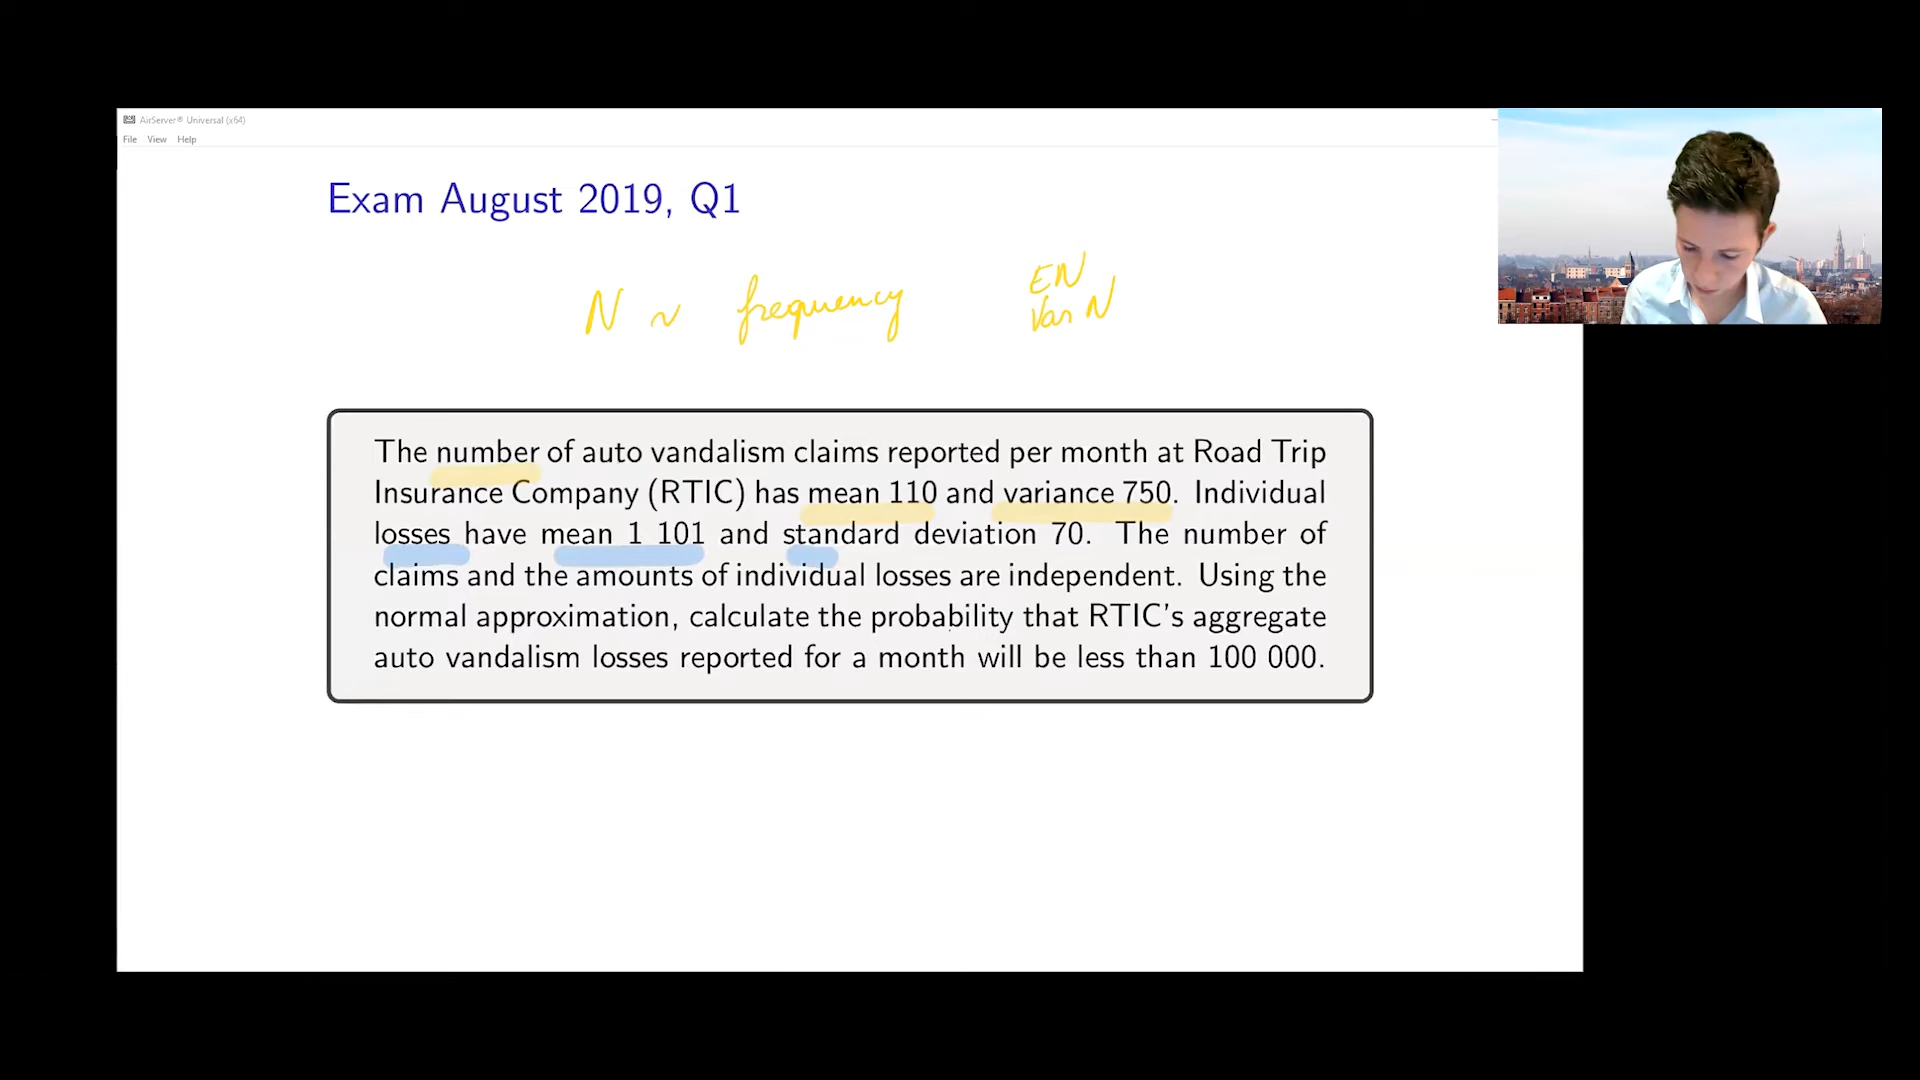 AirServer® Universal (x64)
File View Help
Exam August 2019, Q1
N ~ frequency
EN
Var N
The number of auto vandalism claims reported per month at Road Trip
Insurance Company (RTIC) has mean 110 and variance 750. Individual
losses have mean 1 101 and standard deviation 70. The number of
claims and the amounts of individual losses are independent. Using the
normal approximation, calculate the probability that RTIC's aggregate
auto vandalism losses reported for a month will be less than 100 000.